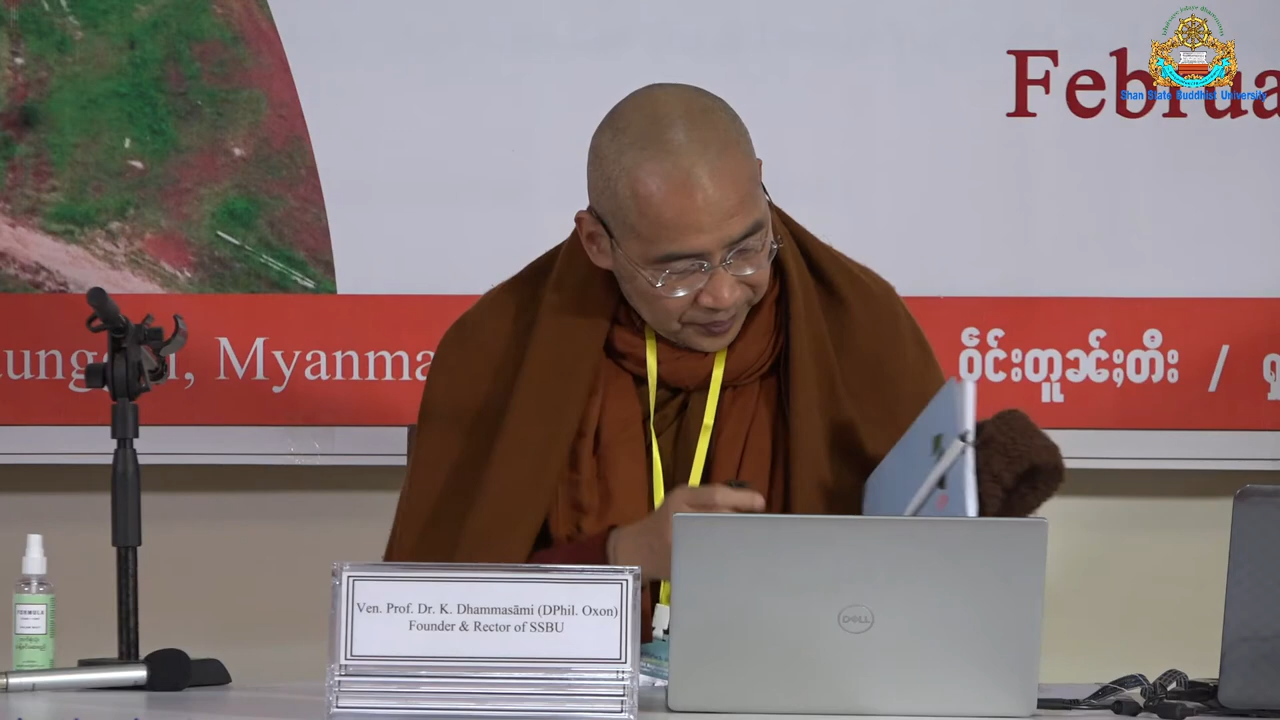 Februa
Shan State Buddhist University
aunggyi, Myanma
ဝဵင်းတူၼ်ႈတီး /
FORMULA
Ven. Prof. Dr. K. Dhammasāmi (DPhil. Oxon)
Founder & Rector of SSBU
DELL